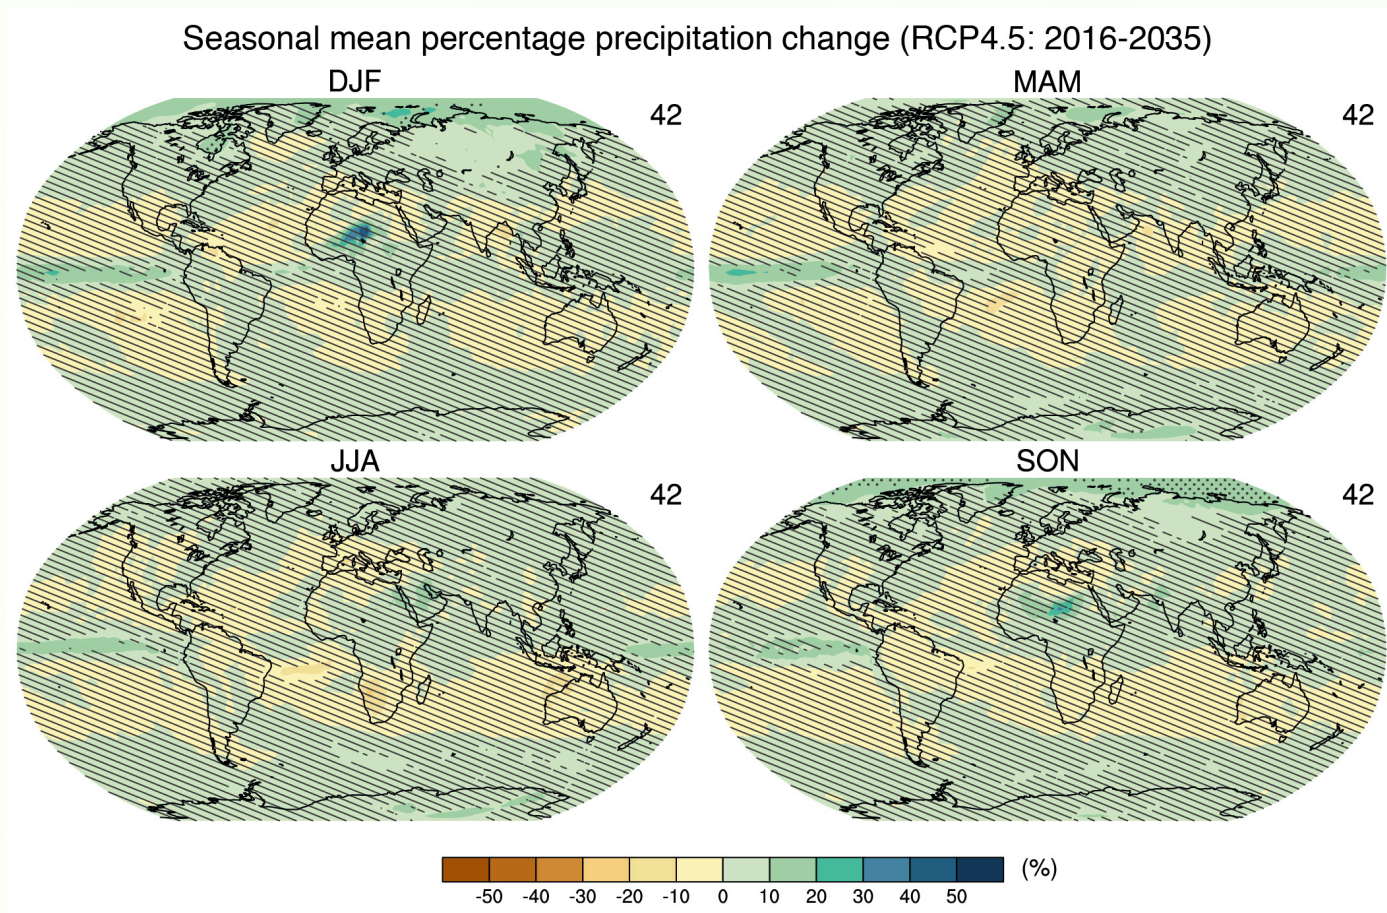 Seasonal mean percentage precipitation change (RCP4.5: 2016-2035)
DJF
42
MAM
42
JJA
42
SON
42
-50 -40 -30 -20 -10 0 10 20 30 40 50 (%)